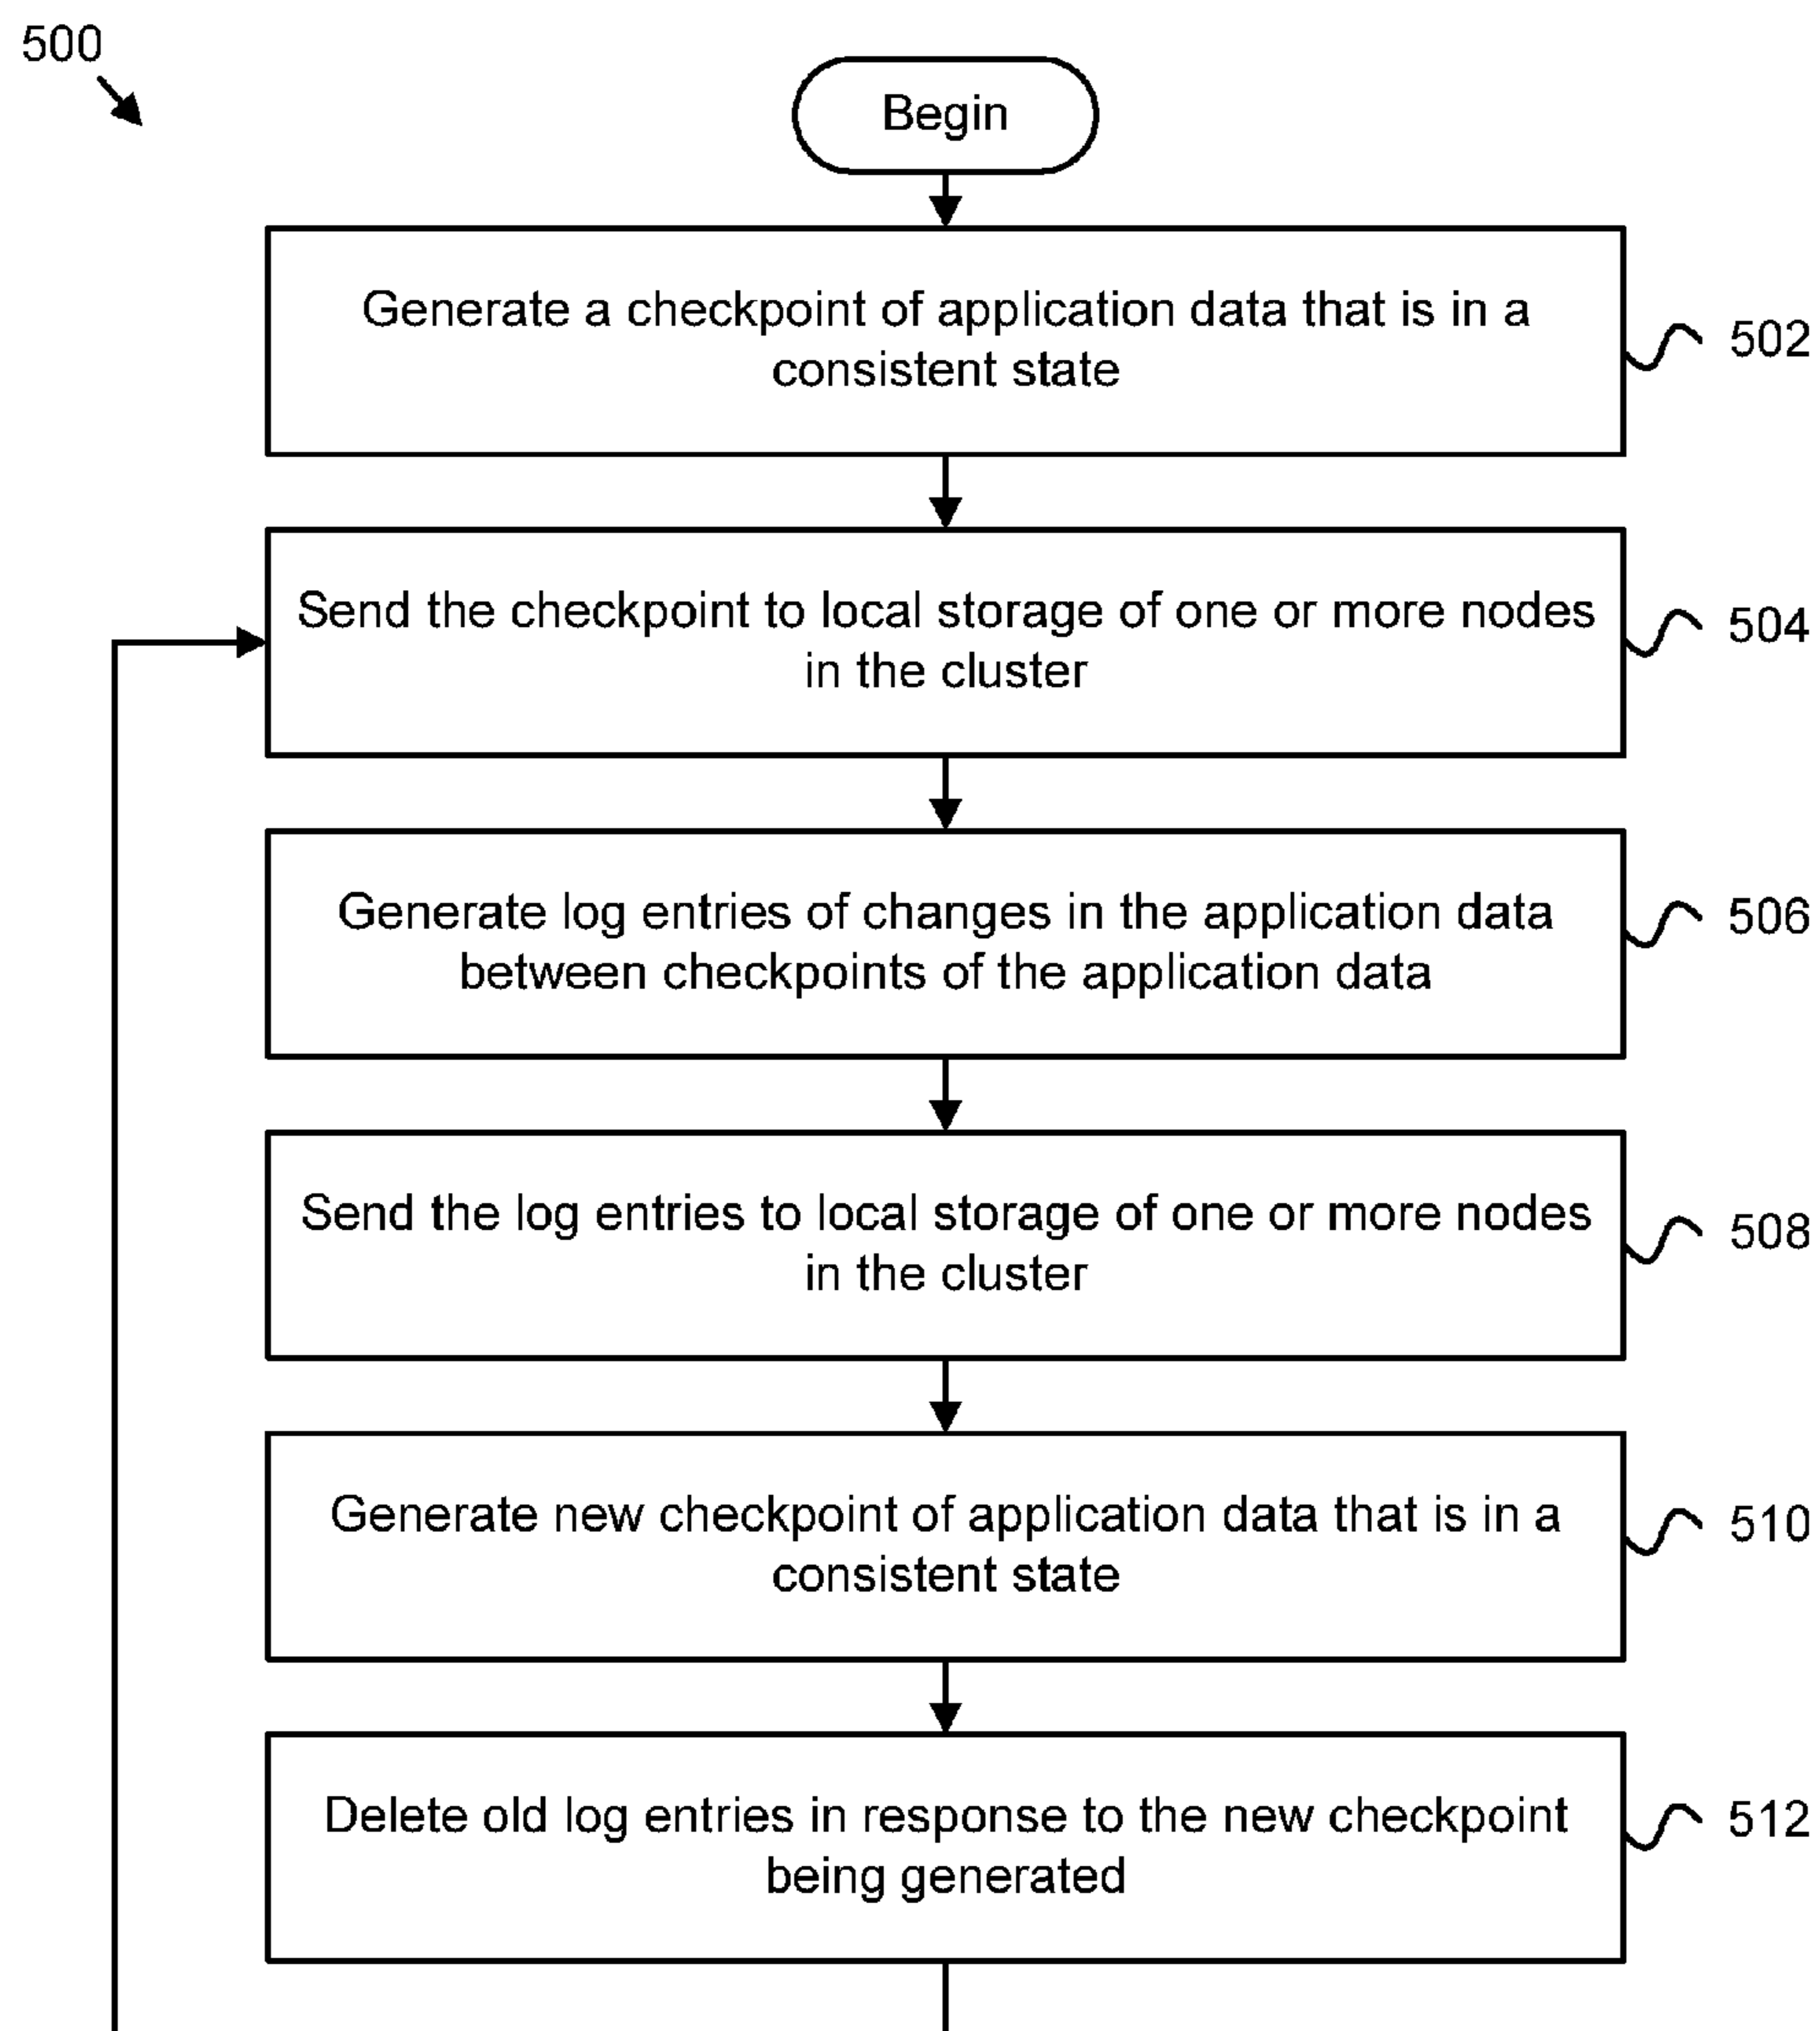 500
Begin
Generate a checkpoint of application data that is in a
consistent state
502
Send the checkpoint to local storage of one or more nodes
in the cluster
504
Generate log entries of changes in the application data
between checkpoints of the application data
506
Send the log entries to local storage of one or more nodes
in the cluster
508
Generate new checkpoint of application data that is in a
consistent state
510
Delete old log entries in response to the new checkpoint
being generated
512